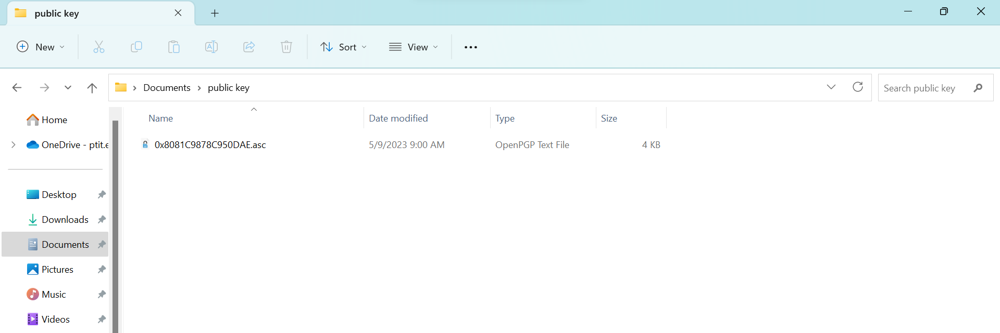 public key
New
Sort
View
Documents
public key
Search public key
Home
OneDrive - ptit.e
Desktop
Downloads
Documents
Pictures
Music
Videos
Name
Date modified
Type
Size
0x8081C9878C950DAE.asc
5/9/2023 9:00 AM
OpenPGP Text File
4 KB